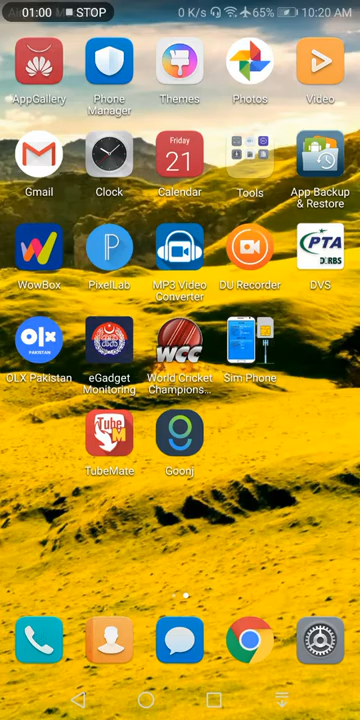 01:00 STOP 0 K/s 65% 10:20 AM
AppGallery Phone Manager Themes Photos Video
Friday
21
Gmail Clock Calendar Tools App Backup & Restore
PTA
DIRBS
WowBox PixelLab MP3 Video Converter DU Recorder DVS
olx
PAKISTAN
WCC
OLX Pakistan eGadget Monitoring World Cricket Champions... Sim Phone
Tube
M
TubeMate Goonj